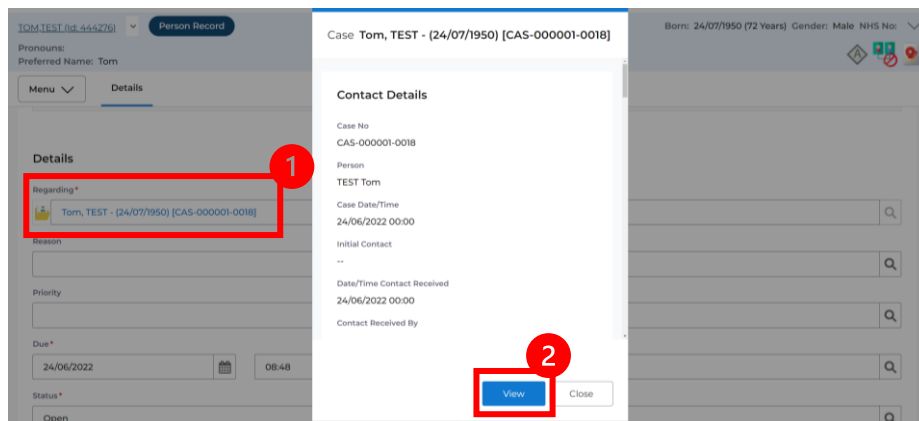 TOM,TEST (Id: 444276) Person Record
Born: 24/07/1950 (72 Years) Gender: Male NHS No:
Pronouns:
Preferred Name: Tom
A
Menu Details
Details
1
Regarding*
Tom, TEST - (24/07/1950) [CAS-000001-0018]
Reason
Priority
Due*
24/06/2022 08:48
Status*
Open
Case Tom, TEST - (24/07/1950) [CAS-000001-0018]
Contact Details
Case No
CAS-000001-0018
Person
TEST Tom
Case Date/Time
24/06/2022 00:00
Initial Contact
--
Date/Time Contact Received
24/06/2022 00:00
Contact Received By
2
View Close